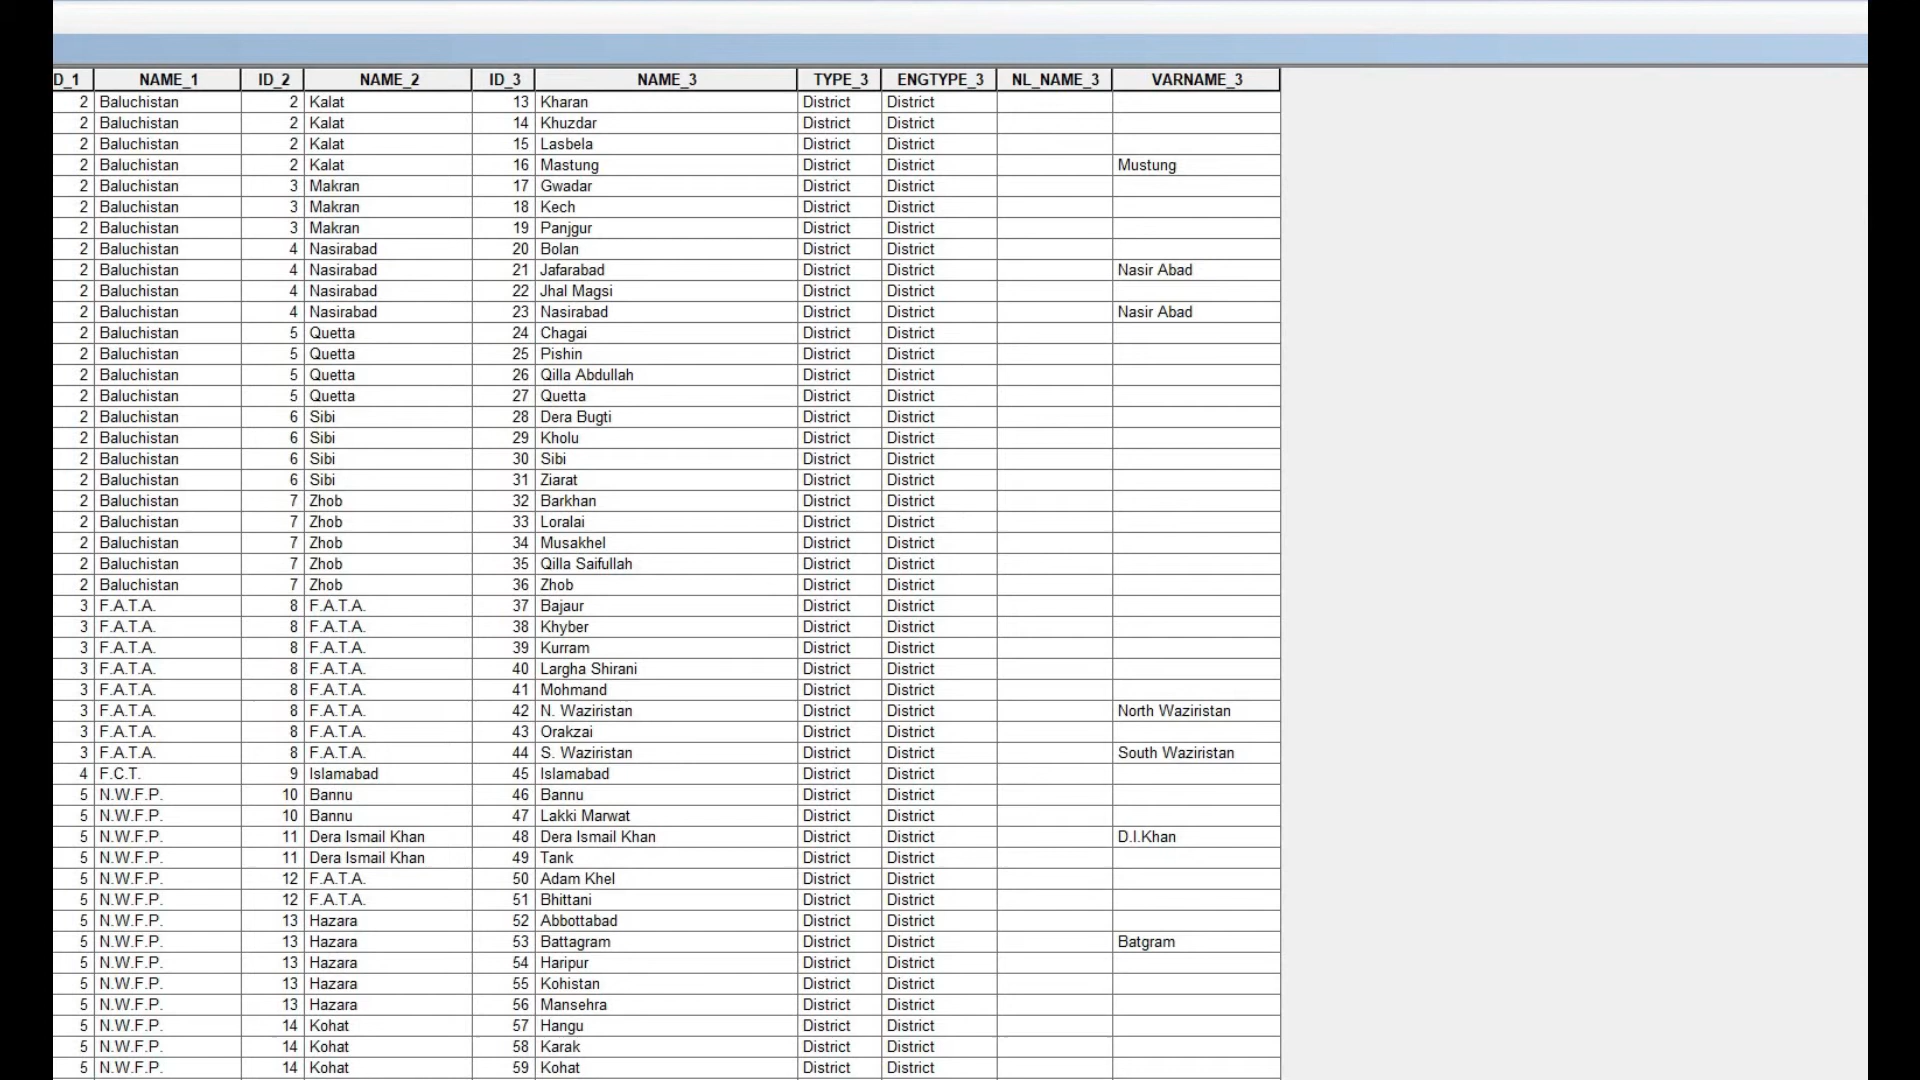 D_1 NAME_1 ID_2 NAME_2 ID_3 NAME_3 TYPE_3 ENGTYPE_3 NL_NAME_3 VARNAME_3
2 Baluchistan 2 Kalat 13 Kharan District District
2 Baluchistan 2 Kalat 14 Khuzdar District District
2 Baluchistan 2 Kalat 15 Lasbela District District
2 Baluchistan 2 Kalat 16 Mastung District District Mustung
2 Baluchistan 3 Makran 17 Gwadar District District
2 Baluchistan 3 Makran 18 Kech District District
2 Baluchistan 3 Makran 19 Panjgur District District
2 Baluchistan 4 Nasirabad 20 Bolan District District
2 Baluchistan 4 Nasirabad 21 Jafarabad District District Nasir Abad
2 Baluchistan 4 Nasirabad 22 Jhal Magsi District District
2 Baluchistan 4 Nasirabad 23 Nasirabad District District Nasir Abad
2 Baluchistan 5 Quetta 24 Chagai District District
2 Baluchistan 5 Quetta 25 Pishin District District
2 Baluchistan 5 Quetta 26 Qilla Abdullah District District
2 Baluchistan 5 Quetta 27 Quetta District District
2 Baluchistan 6 Sibi 28 Dera Bugti District District
2 Baluchistan 6 Sibi 29 Kholu District District
2 Baluchistan 6 Sibi 30 Sibi District District
2 Baluchistan 6 Sibi 31 Ziarat District District
2 Baluchistan 7 Zhob 32 Barkhan District District
2 Baluchistan 7 Zhob 33 Loralai District District
2 Baluchistan 7 Zhob 34 Musakhel District District
2 Baluchistan 7 Zhob 35 Qilla Saifullah District District
2 Baluchistan 7 Zhob 36 Zhob District District
3 F.A.T.A. 8 F.A.T.A. 37 Bajaur District District
3 F.A.T.A. 8 F.A.T.A. 38 Khyber District District
3 F.A.T.A. 8 F.A.T.A. 39 Kurram District District
3 F.A.T.A. 8 F.A.T.A. 40 Largha Shirani District District
3 F.A.T.A. 8 F.A.T.A. 41 Mohmand District District
3 F.A.T.A. 8 F.A.T.A. 42 N. Waziristan District District North Waziristan
3 F.A.T.A. 8 F.A.T.A. 43 Orakzai District District
3 F.A.T.A. 8 F.A.T.A. 44 S. Waziristan District District South Waziristan
4 F.C.T. 9 Islamabad 45 Islamabad District District
5 N.W.F.P. 10 Bannu 46 Bannu District District
5 N.W.F.P. 10 Bannu 47 Lakki Marwat District District
5 N.W.F.P. 11 Dera Ismail Khan 48 Dera Ismail Khan District District D.I.Khan
5 N.W.F.P. 11 Dera Ismail Khan 49 Tank District District
5 N.W.F.P. 12 F.A.T.A. 50 Adam Khel District District
5 N.W.F.P. 12 F.A.T.A. 51 Bhittani District District
5 N.W.F.P. 13 Hazara 52 Abbottabad District District
5 N.W.F.P. 13 Hazara 53 Battagram District District Batgram
5 N.W.F.P. 13 Hazara 54 Haripur District District
5 N.W.F.P. 13 Hazara 55 Kohistan District District
5 N.W.F.P. 13 Hazara 56 Mansehra District District
5 N.W.F.P. 14 Kohat 57 Hangu District District
5 N.W.F.P. 14 Kohat 58 Karak District District
5 N.W.F.P. 14 Kohat 59 Kohat District District